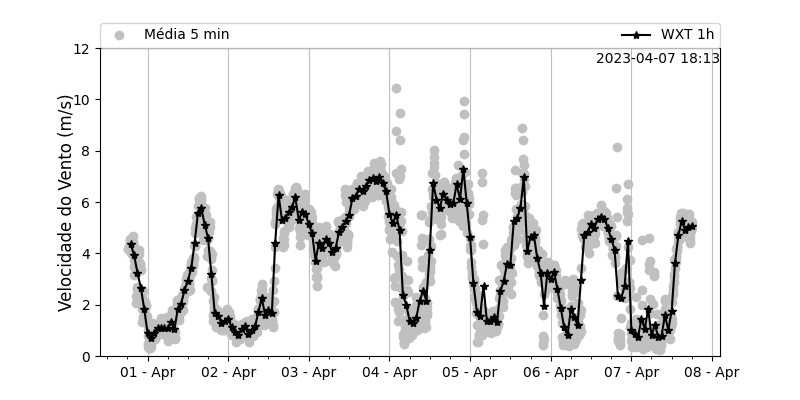 Média 5 min
WXT 1h
2023-04-07 18:13
Velocidade do Vento (m/s)
12
10
8
6
4
2
0
01 - Apr 02 - Apr 03 - Apr 04 - Apr 05 - Apr 06 - Apr 07 - Apr 08 - Apr